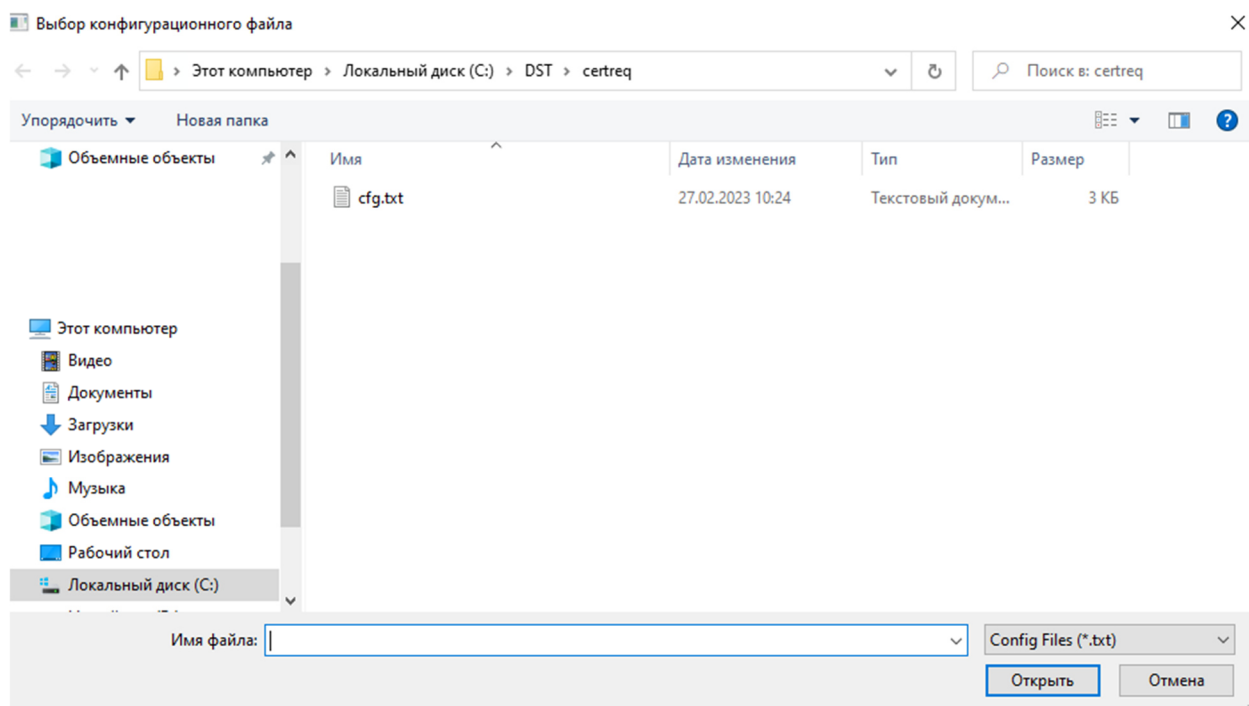 Выбор конфигурационного файла
Этот компьютер > Локальный диск (C:) > DST > certreq
Поиск в: certreq
Упорядочить
Новая папка
Имя
Дата изменения
Тип
Размер
cfg.txt
27.02.2023 10:24
Текстовый докум...
3 КБ
Объемные объекты
Этот компьютер
Видео
Документы
Загрузки
Изображения
Музыка
Объемные объекты
Рабочий стол
Локальный диск (C:)
Имя файла:
Config Files (*.txt)
Открыть
Отмена